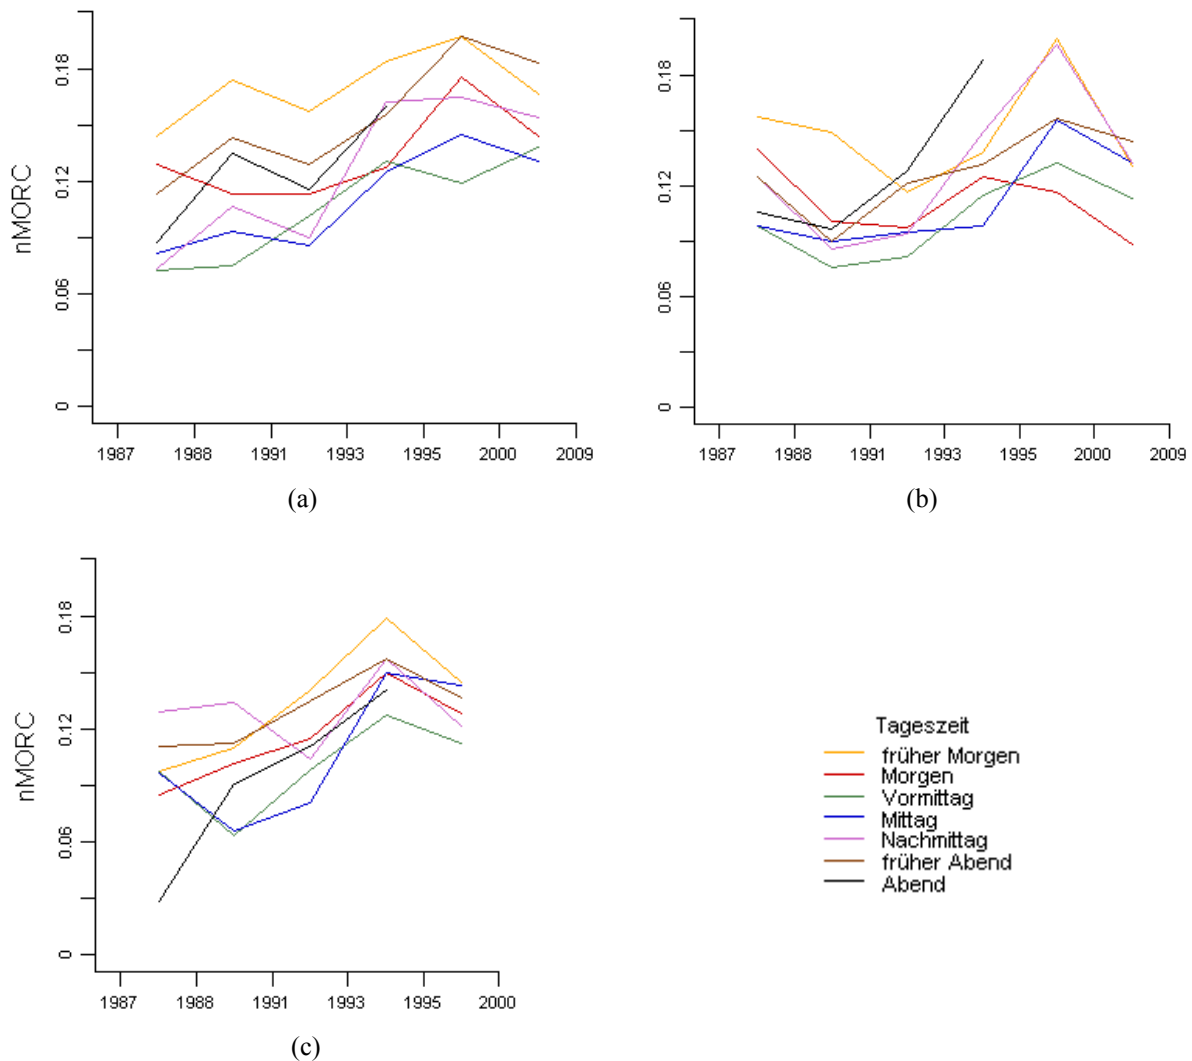 nMORC
0.18
0.12
0.06
0
1987 1988 1991 1993 1995 2000 2009
(a)
0.18
0.12
0.06
0
1987 1988 1991 1993 1995 2000 2009
(b)
nMORC
0.18
0.12
0.06
0
1987 1988 1991 1993 1995 2000
(c)
Tageszeit
früher Morgen
Morgen
Vormittag
Mittag
Nachmittag
früher Abend
Abend